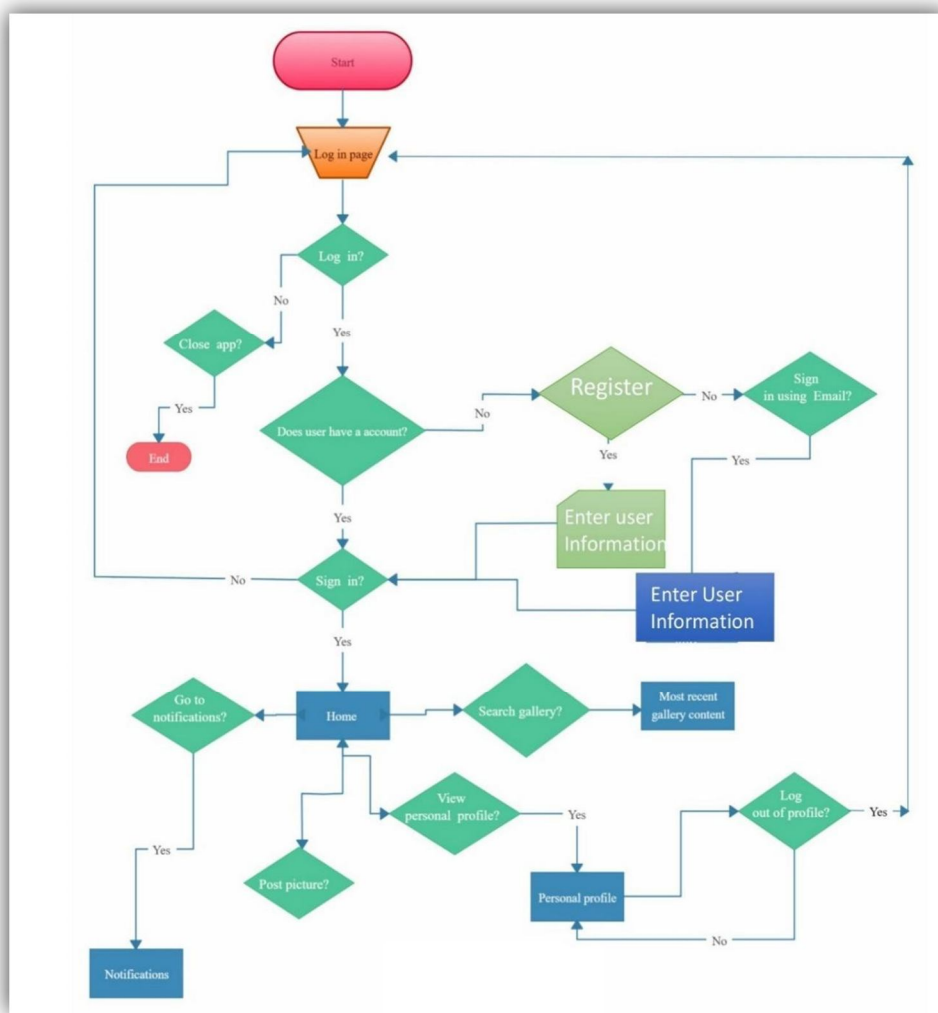 Start
Log in page
Log in?
No
Close app?
Yes
End
Yes
Does user have a account?
No
Register
No
Sign
in using Email?
Yes
Yes
Enter user
Information
Yes
Sign in?
No
Enter User
Information
Yes
Go to
notifications?
Home
Search gallery?
Most recent
gallery content
View
personal profile?
Yes
Log
out of profile?
Yes
Yes
Post picture?
Personal profile
No
Notifications